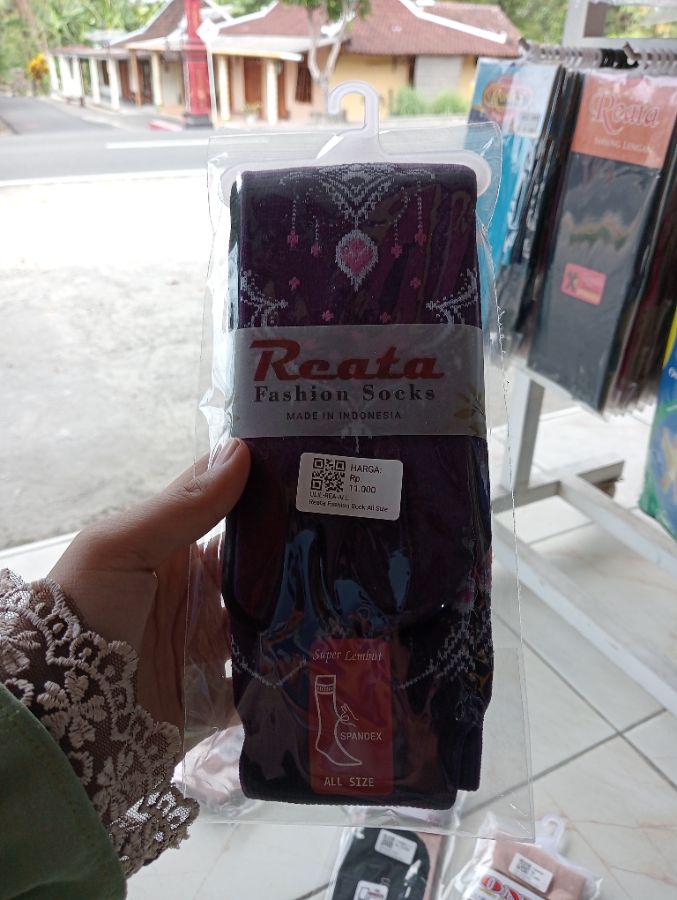 Reata
Fashion Socks
MADE IN INDONESIA
HARGA:
Rp.
11.000
Reata Fashion Sock All Size
Super Lembut
SPANDEX
ALL SIZE
Reata